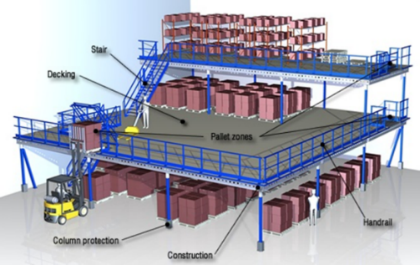 Stair
Decking
Pallet zones
Handrail
Column protection
Construction